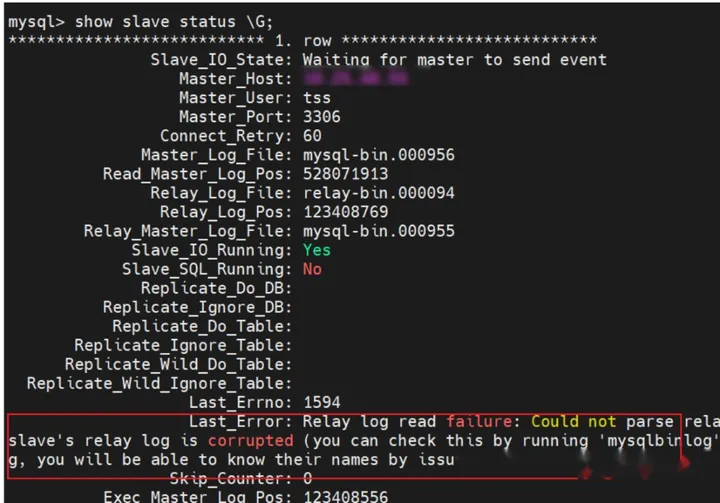 mysql> show slave status \G;
*************************** 1. row ***************************
Slave_IO_State: Waiting for master to send event
Master_Host:
Master_User: tss
Master_Port: 3306
Connect_Retry: 60
Master_Log_File: mysql-bin.000956
Read_Master_Log_Pos: 528071913
Relay_Log_File: relay-bin.000094
Relay_Log_Pos: 123408769
Relay_Master_Log_File: mysql-bin.000955
Slave_IO_Running: Yes
Slave_SQL_Running: No
Replicate_Do_DB:
Replicate_Ignore_DB:
Replicate_Do_Table:
Replicate_Ignore_Table:
Replicate_Wild_Do_Table:
Replicate_Wild_Ignore_Table:
Last_Errno: 1594
Last_Error: Relay log read failure: Could not parse rela
slave's relay log is corrupted (you can check this by running 'mysqlbinlog'
g, you will be able to know their names by issu
Skip_Counter: 0
Exec_Master_Log_Pos: 123408556